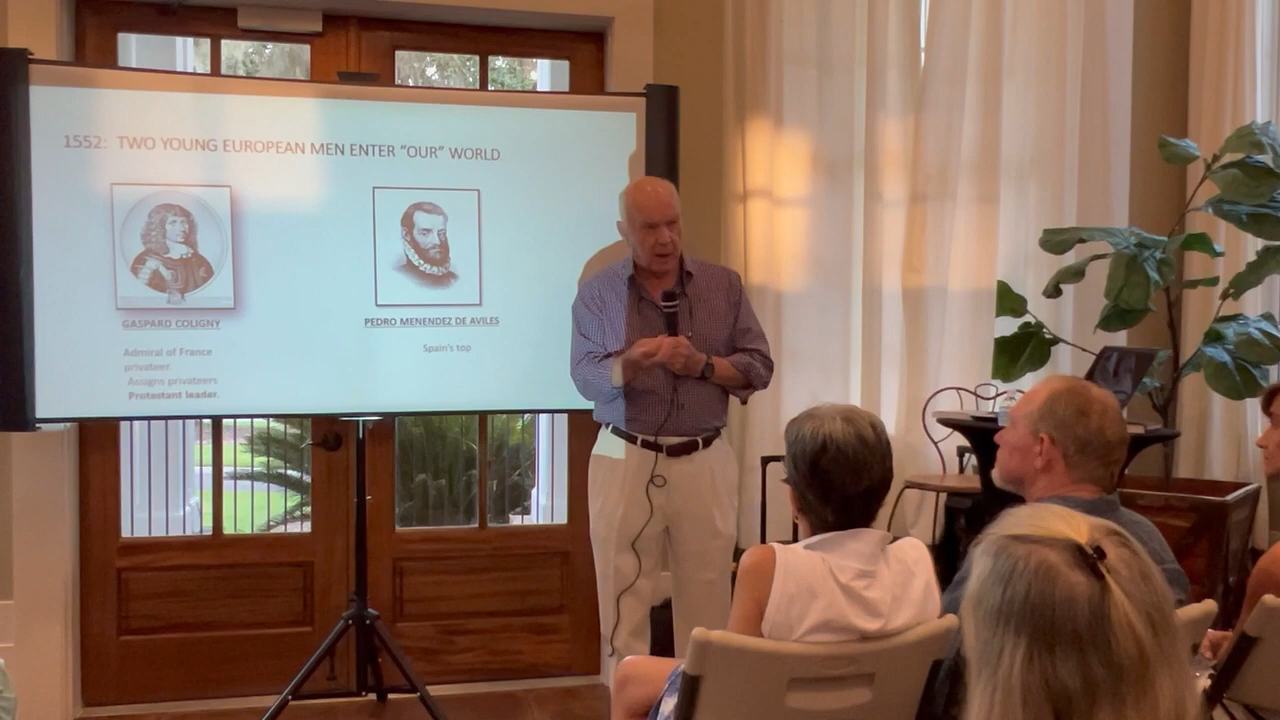 1552: TWO YOUNG EUROPEAN MEN ENTER "OUR" WORLD
GASPARD COLIGNY
Admiral of France
privateer.
Assigns privateers
Protestant leader.
PEDRO MENENDEZ DE AVILES
Spain's top